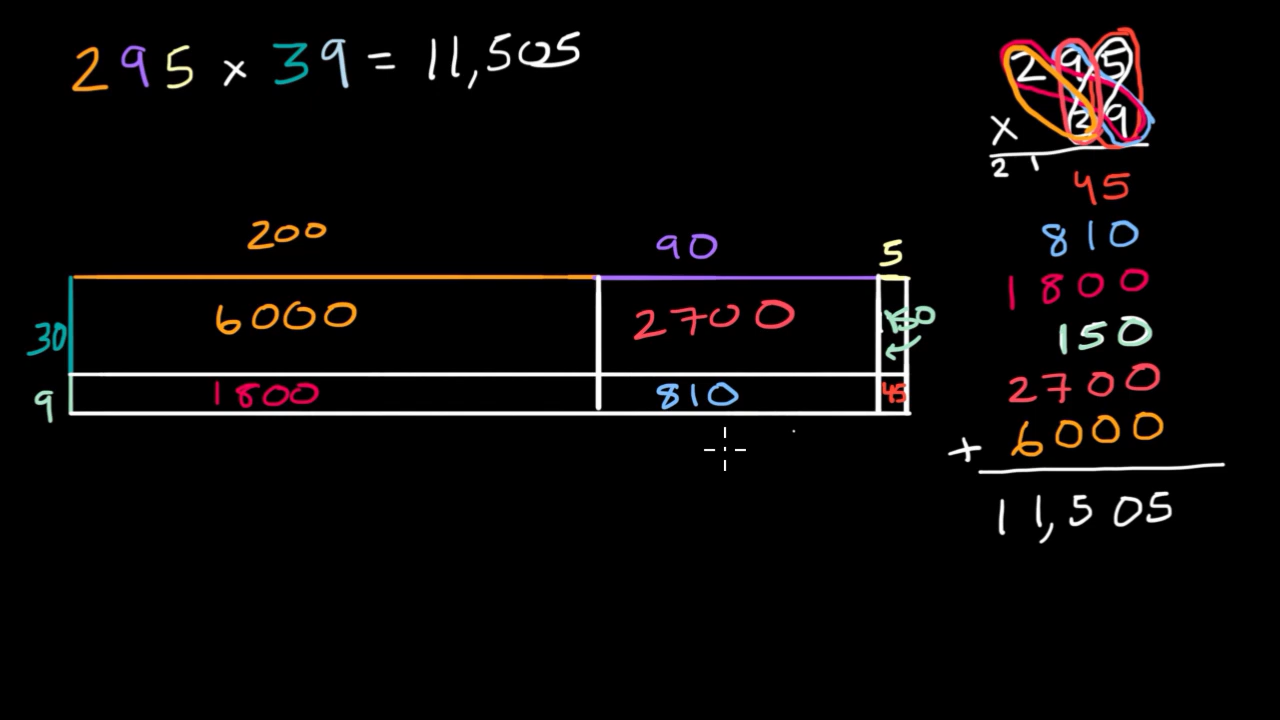 295 × 39 = 11,505
200 90 5
30 6000 2700 150
9 1800 810 45
295
× 39
2 1
45
810
1800
150
2700
+ 6000
11,505